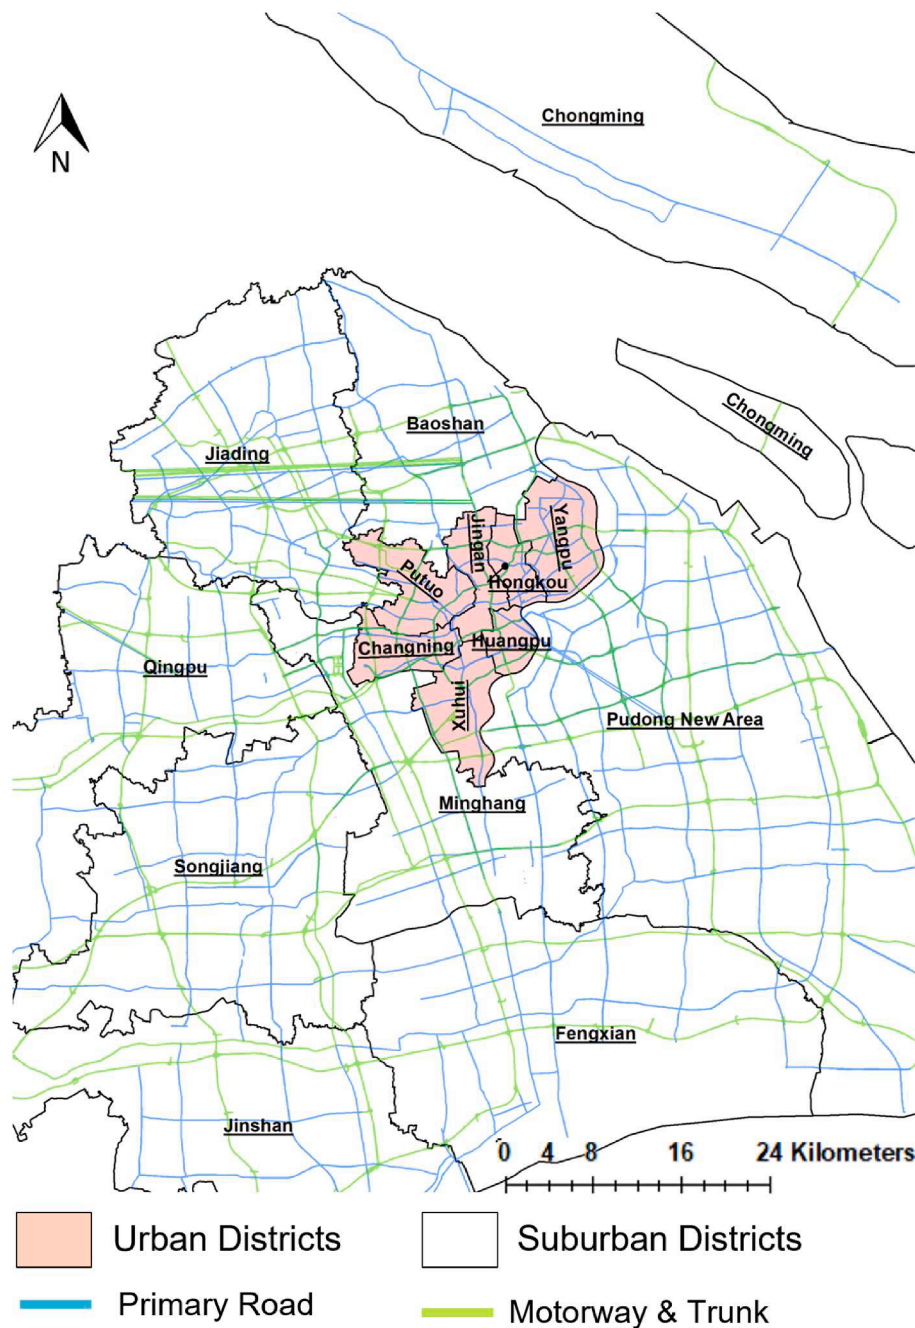 Chongming
N
Chongming
Baoshan
Jiading
Yangpu
Jingan
Putuo
Hongkou
Changning
Huangpu
Qingpu
Xuhui
Pudong New Area
Minghang
Songjiang
Fengxian
Jinshan
0 4 8 16 24 Kilometers
Urban Districts
Suburban Districts
Primary Road
Motorway & Trunk